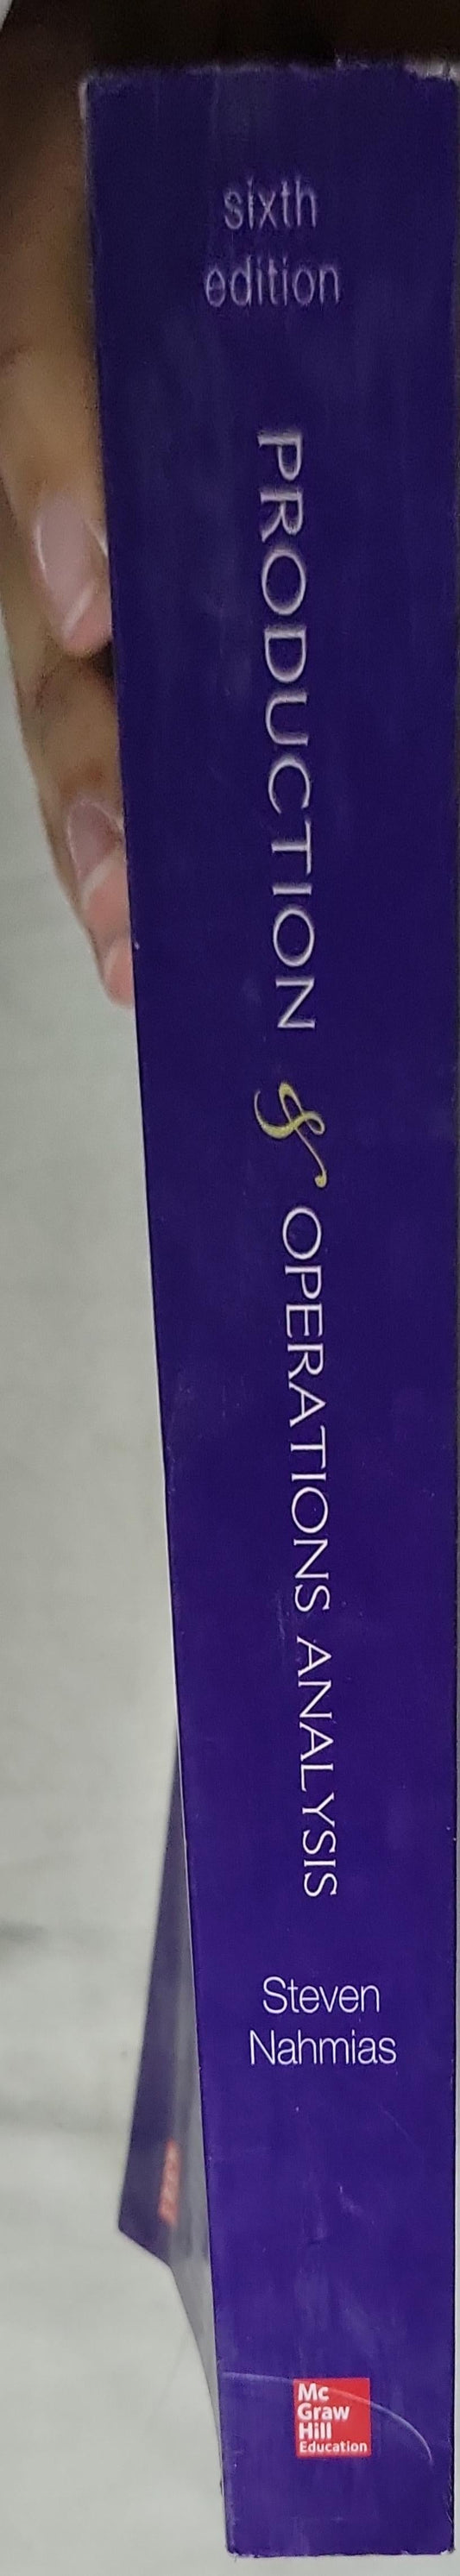 sixth
edition
PRODUCTION & OPERATIONS ANALYSIS
Steven
Nahmias
Mc
Graw
Hill
Education